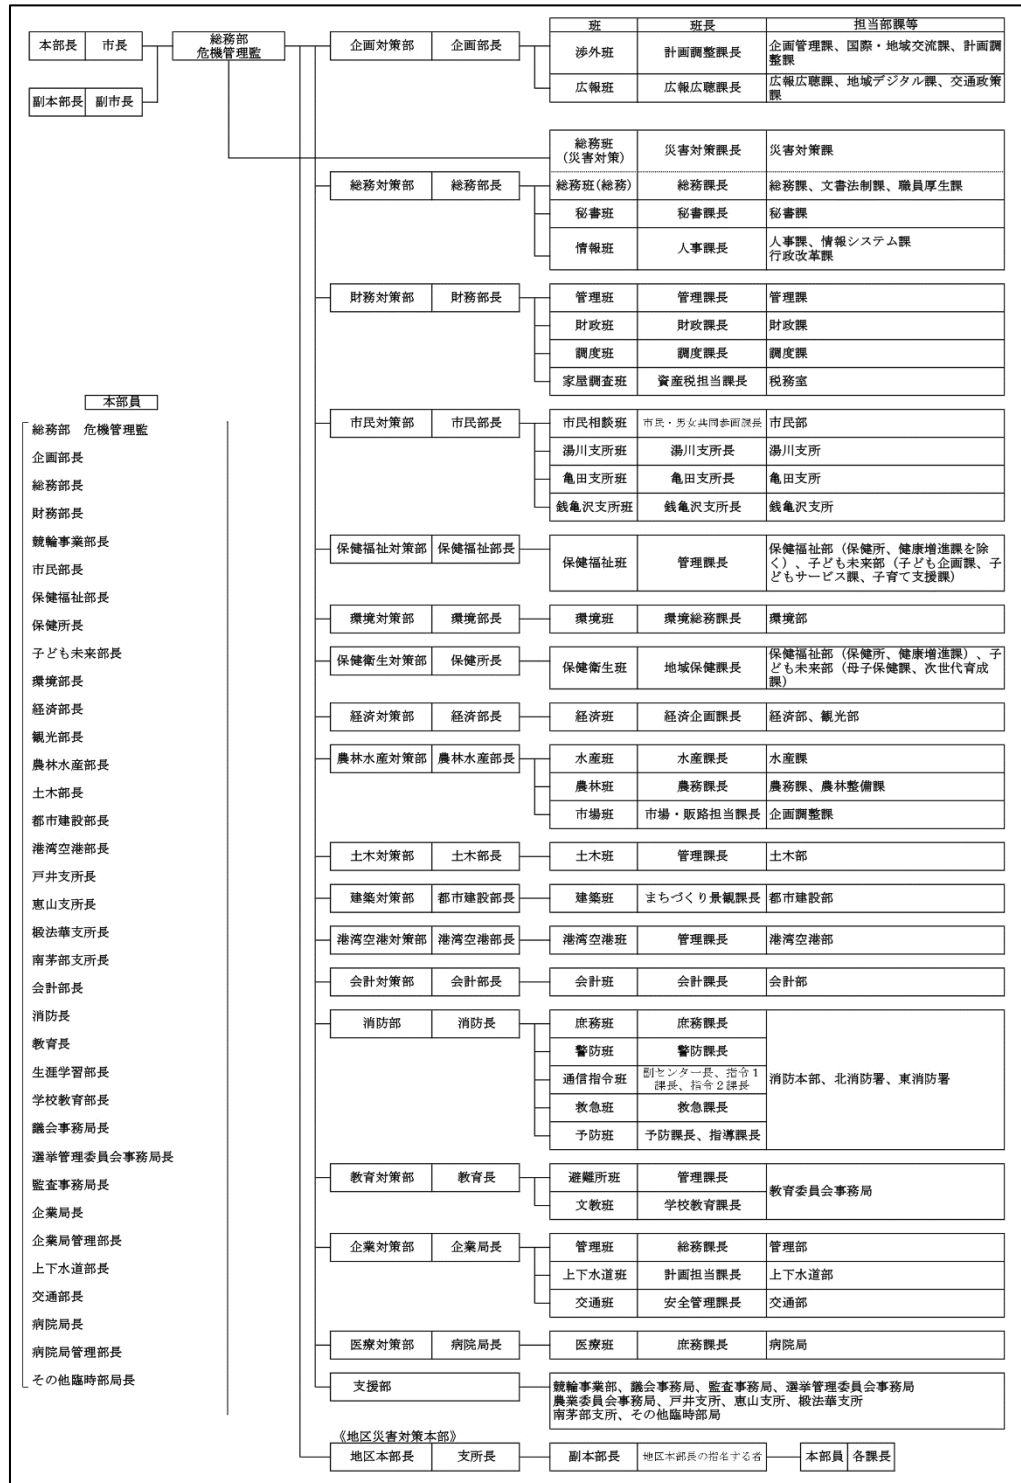 班 班長 担当部課等
本部長 市長
総務部
危機管理監
企画対策部 企画部長
渉外班 計画調整課長 企画管理課、国際・地域交流課、計画調
整課
広報班 広報広聴課長 広報広聴課、地域デジタル課、交通政策
課
副本部長 副市長
総務班
(災害対策) 災害対策課長 災害対策課
総務対策部 総務部長 総務班(総務) 総務課長 総務課、文書法制課、職員厚生課
秘書班 秘書課長 秘書課
情報班 人事課長 人事課、情報システム課
行政改革課
財務対策部 財務部長 管理班 管理課長 管理課
財政班 財政課長 財政課
調度班 調度課長 調度課
家屋調査班 資産税担当課長 税務室
市民対策部 市民部長 市民相談班 市民・男女共同参画課長 市民部
湯川支所班 湯川支所長 湯川支所
亀田支所班 亀田支所長 亀田支所
銭亀沢支所班 銭亀沢支所長 銭亀沢支所
保健福祉対策部 保健福祉部長 保健福祉班 管理課長 保健福祉部(保健所、健康増進課を除
く)、子ども未来部(子ども企画課、子
どもサービス課、子育て支援課)
環境対策部 環境部長 環境班 環境総務課長 環境部
保健衛生対策部 保健所長 保健衛生班 地域保健課長 保健福祉部(保健所、健康増進課)、子
ども未来部(母子保健課、次世代育成
課)
経済対策部 経済部長 経済班 経済企画課長 経済部、観光部
農林水産対策部 農林水産部長 水産班 水産課長 水産課
農林班 農務課長 農務課、農林整備課
市場班 市場・販路担当課長 企画調整課
土木対策部 土木部長 土木班 管理課長 土木部
建築対策部 都市建設部長 建築班 まちづくり景観課長 都市建設部
港湾空港対策部 港湾空港部長 港湾空港班 管理課長 港湾空港部
会計対策部 会計部長 会計班 会計課長 会計部
消防部 消防長 庶務班 庶務課長
警防班 警防課長
通信指令班 副センター長、指令1
課長、指令2課長
消防本部、北消防署、東消防署
救急班 救急課長
予防班 予防課長、指導課長
教育対策部 教育長 避難所班 管理課長
文教班 学校教育課長
教育委員会事務局
企業対策部 企業局長 管理班 総務課長 管理部
上下水道班 計画担当課長 上下水道部
交通班 安全管理課長 交通部
医療対策部 病院局長 医療班 庶務課長 病院局
支援部 競輪事業部、議会事務局、監査事務局、選挙管理委員会事務局
農業委員会事務局、戸井支所、恵山支所、椴法華支所
南茅部支所、その他臨時部局
《地区災害対策本部》
地区本部長 支所長 副本部長 地区本部長の指名する者 本部員 各課長
本部員
総務部 危機管理監
企画部長
総務部長
財務部長
競輪事業部長
市民部長
保健福祉部長
保健所長
子ども未来部長
環境部長
経済部長
観光部長
農林水産部長
土木部長
都市建設部長
港湾空港部長
戸井支所長
恵山支所長
椴法華支所長
南茅部支所長
会計部長
消防長
教育長
生涯学習部長
学校教育部長
議会事務局長
選挙管理委員会事務局長
監査事務局長
企業局長
企業局管理部長
上下水道部長
交通部長
病院局長
病院局管理部長
その他臨時部局長